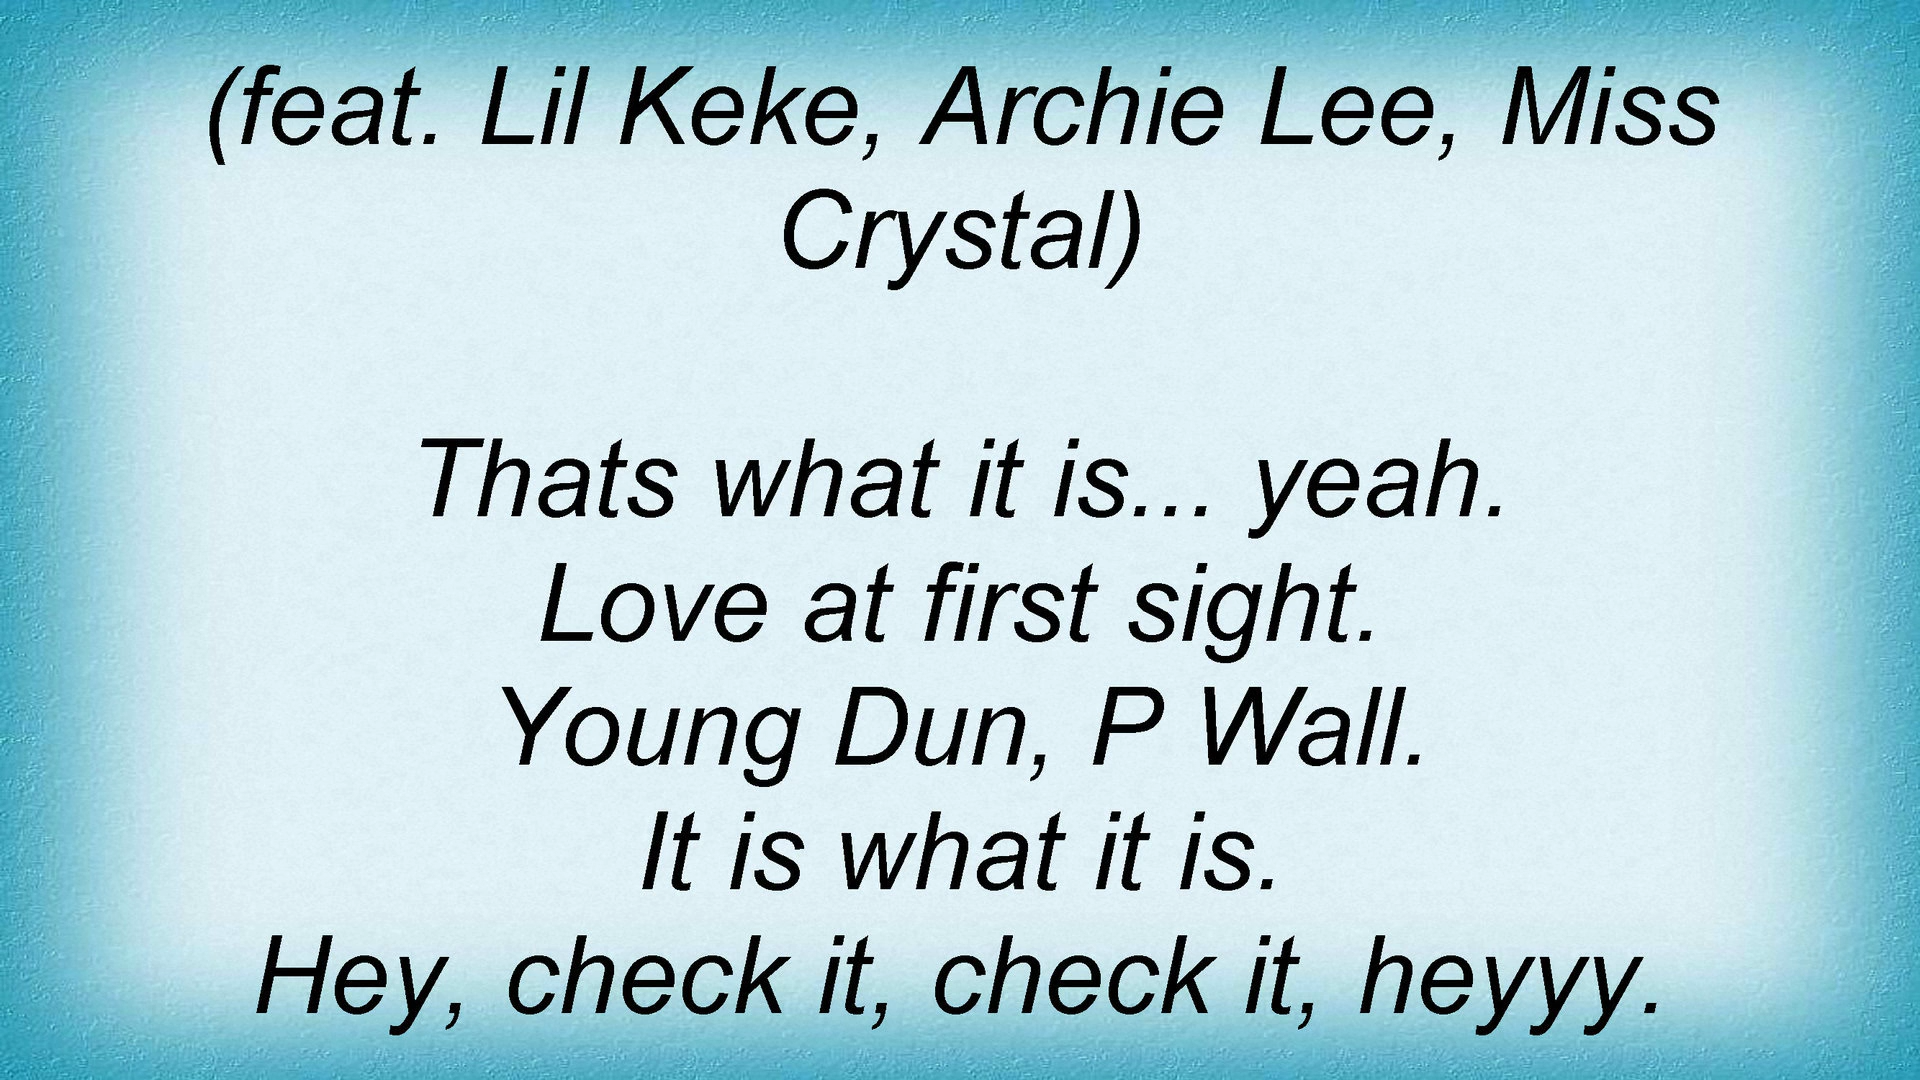 (feat. Lil Keke, Archie Lee, Miss
Crystal)
Thats what it is... yeah.
Love at first sight.
Young Dun, P Wall.
It is what it is.
Hey, check it, check it, heyyy.